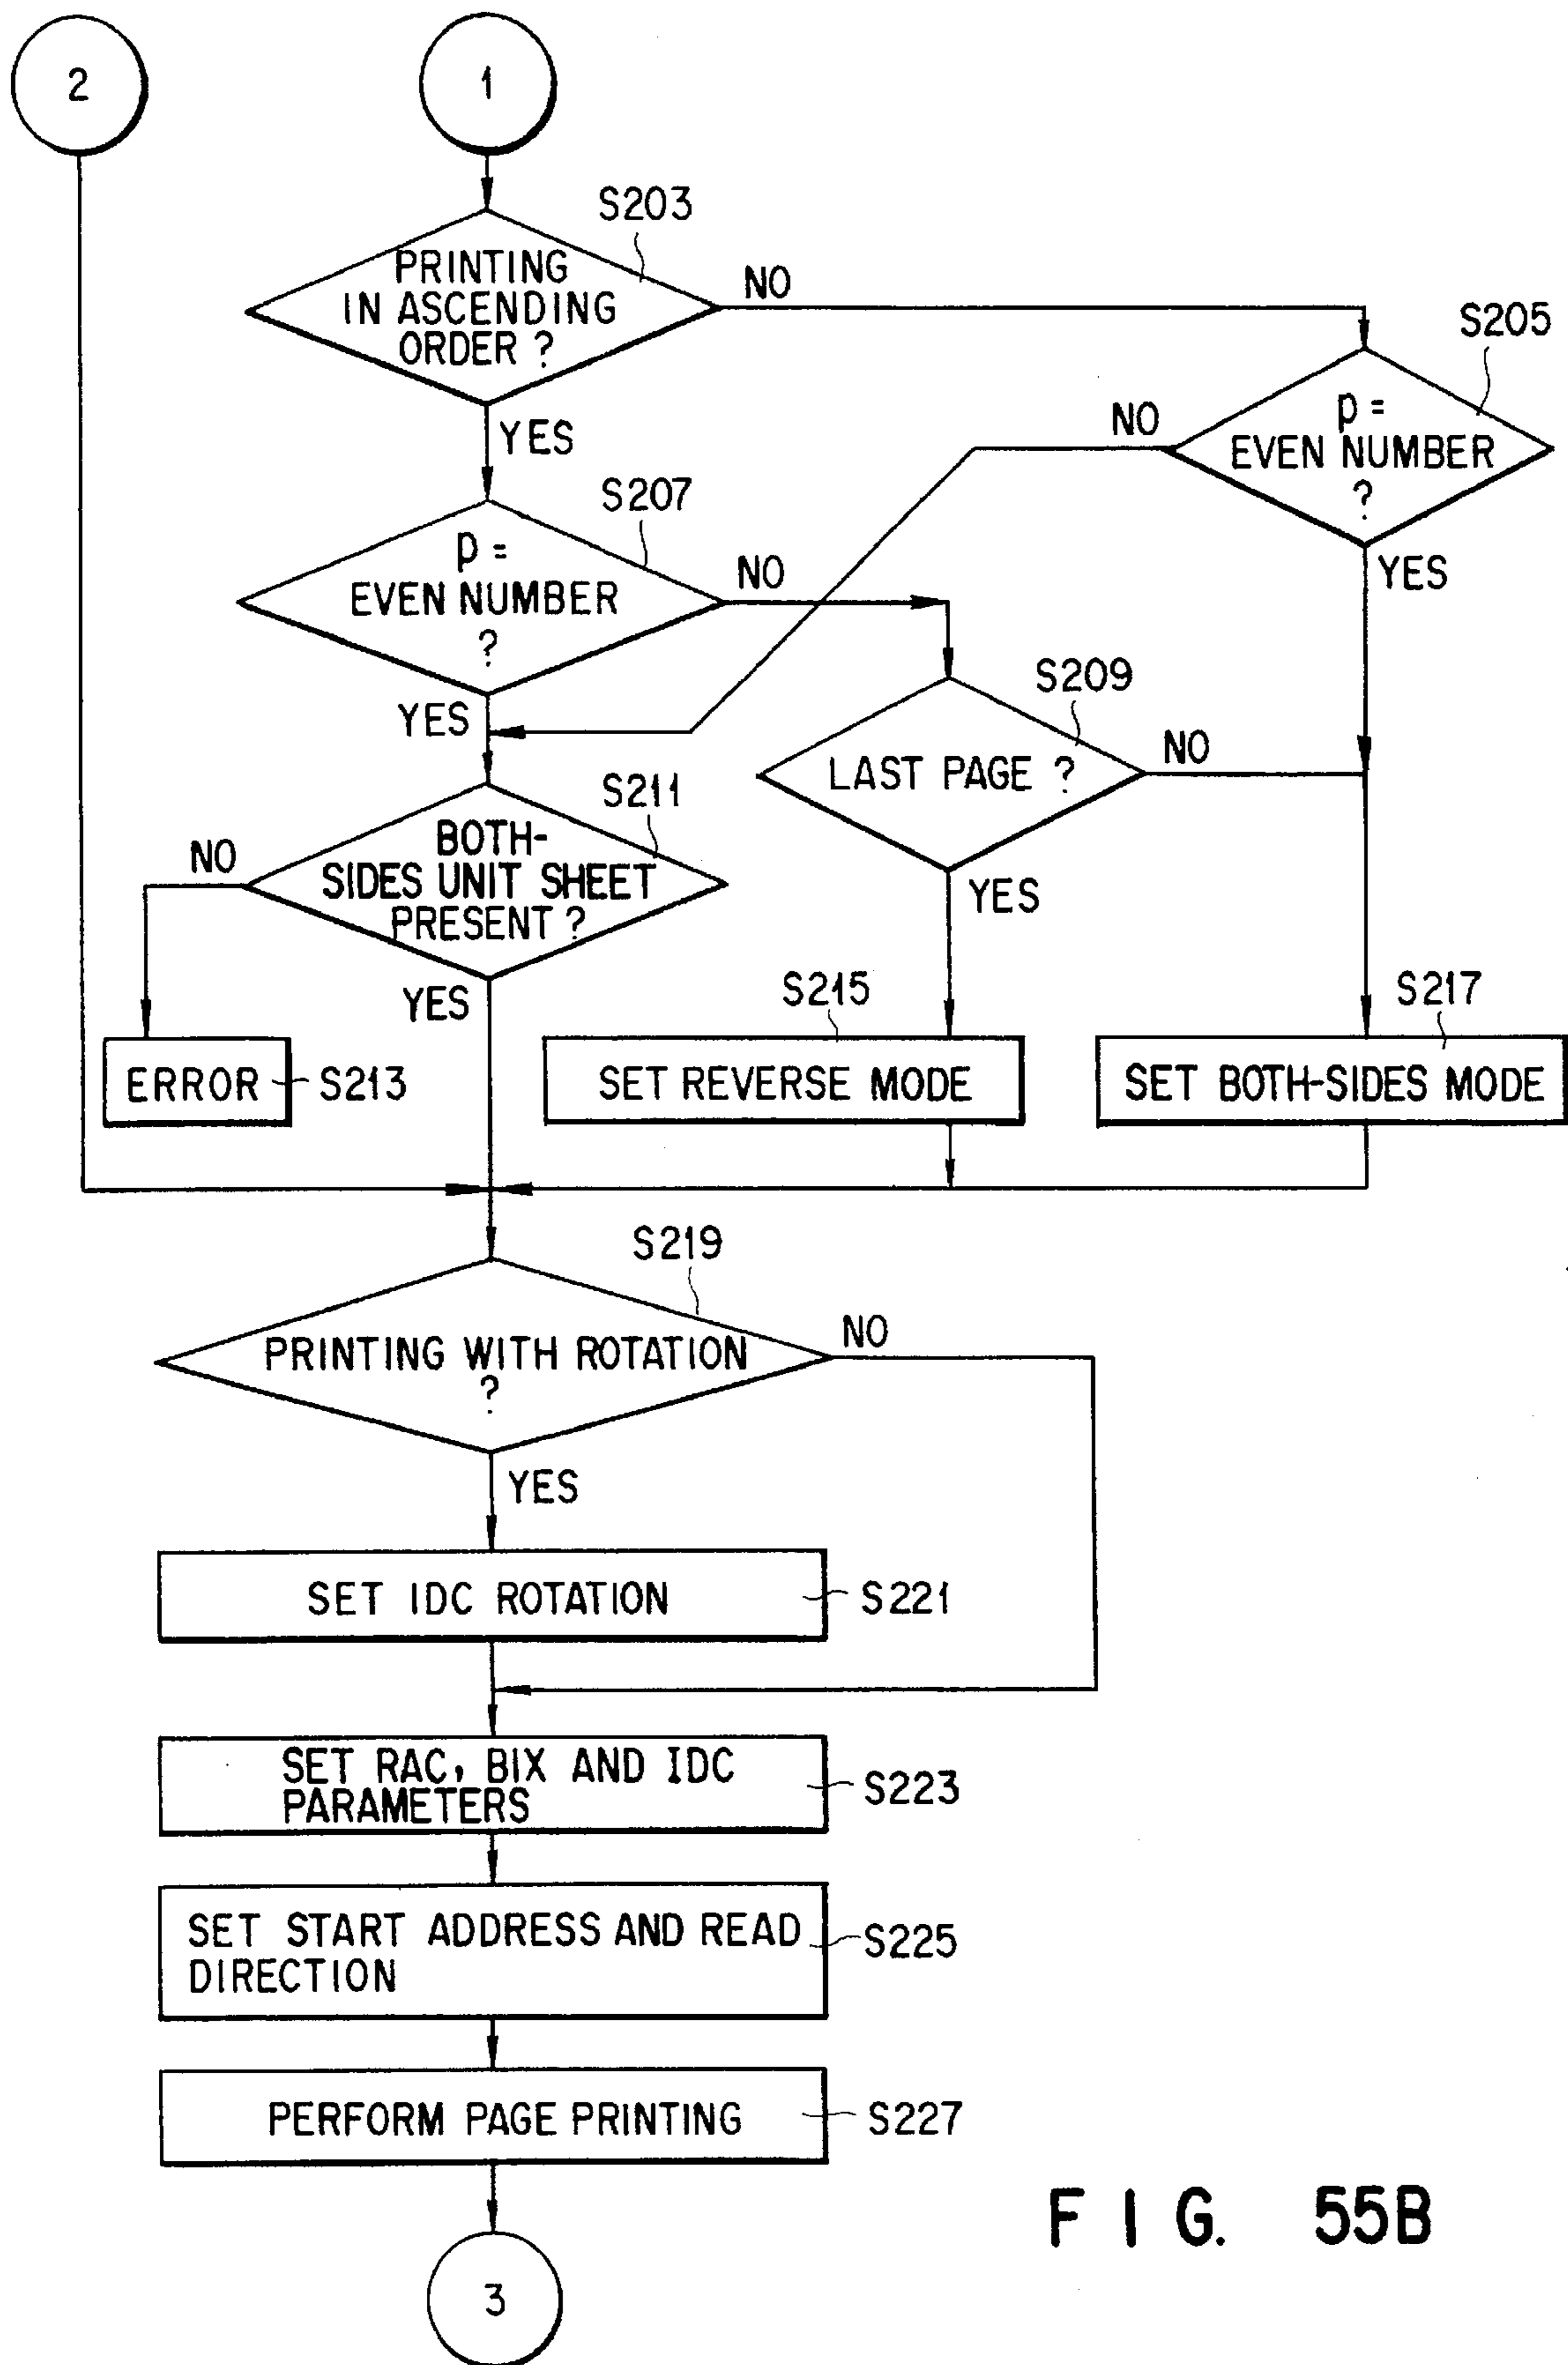 2
1
S203
PRINTING
IN ASCENDING
ORDER ?
NO
S205
p =
EVEN NUMBER
?
NO
YES
YES
S207
p =
EVEN NUMBER
?
NO
YES
S209
LAST PAGE ?
NO
YES
S211
BOTH-
SIDES UNIT SHEET
PRESENT ?
NO
YES
ERROR
S213
S215
SET REVERSE MODE
S217
SET BOTH-SIDES MODE
S219
PRINTING WITH ROTATION
?
NO
YES
SET IDC ROTATION
S221
SET RAC, BIX AND IDC
PARAMETERS
S223
SET START ADDRESS AND READ
DIRECTION
S225
PERFORM PAGE PRINTING
S227
3
FIG. 55B